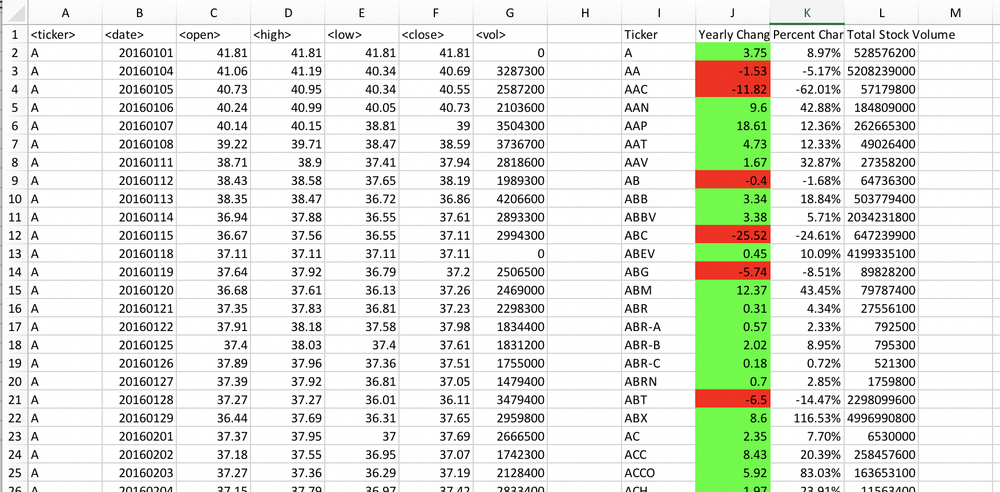 A B C D E F G H I J K L M
1 <ticker> <date> <open> <high> <low> <close> <vol> Ticker Yearly Chang Percent Char Total Stock Volume
2 A 20160101 41.81 41.81 41.81 41.81 0 A 3.75 8.97% 528576200
3 A 20160104 41.06 41.19 40.34 40.69 3287300 AA -1.53 -5.17% 5208239000
4 A 20160105 40.73 40.95 40.34 40.55 2587200 AAC -11.82 -62.01% 57179800
5 A 20160106 40.24 40.99 40.05 40.73 2103600 AAN 9.6 42.88% 184809000
6 A 20160107 40.14 40.15 38.81 39 3504300 AAP 18.61 12.36% 262665300
7 A 20160108 39.22 39.71 38.47 38.59 3736700 AAT 4.73 12.33% 49026400
8 A 20160111 38.71 38.9 37.41 37.94 2818600 AAV 1.67 32.87% 27358200
9 A 20160112 38.43 38.58 37.65 38.19 1989300 AB -0.4 -1.68% 64736300
10 A 20160113 38.35 38.47 36.72 36.86 4206600 ABB 3.34 18.84% 503779400
11 A 20160114 36.94 37.88 36.55 37.61 2893300 ABBV 3.38 5.71% 2034231800
12 A 20160115 36.67 37.56 36.55 37.11 2994300 ABC -25.52 -24.61% 647239900
13 A 20160118 37.11 37.11 37.11 37.11 0 ABEV 0.45 10.09% 4199335100
14 A 20160119 37.64 37.92 36.79 37.2 2506500 ABG -5.74 -8.51% 89828200
15 A 20160120 36.68 37.61 36.13 37.26 2469000 ABM 12.37 43.45% 79787400
16 A 20160121 37.35 37.83 36.81 37.23 2298300 ABR 0.31 4.34% 27556100
17 A 20160122 37.91 38.18 37.58 37.98 1834400 ABR-A 0.57 2.33% 792500
18 A 20160125 37.4 38.03 37.4 37.61 1831200 ABR-B 2.02 8.95% 795300
19 A 20160126 37.89 37.96 37.36 37.51 1755000 ABR-C 0.18 0.72% 521300
20 A 20160127 37.39 37.92 36.81 37.05 1479400 ABRN 0.7 2.85% 1759800
21 A 20160128 37.27 37.27 36.01 36.11 3479400 ABT -6.5 -14.47% 2298099600
22 A 20160129 36.44 37.69 36.31 37.65 2959800 ABX 8.6 116.53% 4996990800
23 A 20160201 37.37 37.95 37 37.69 2666500 AC 2.35 7.70% 6530000
24 A 20160202 37.18 37.55 36.95 37.07 1742300 ACC 8.43 20.39% 258457600
25 A 20160203 37.27 37.36 36.29 37.19 2128400 ACCO 5.92 83.03% 163653100
26 A 20160204 37.15 37.79 36.97 37.42 2833400 ACH 1.97 23.91% 11563400